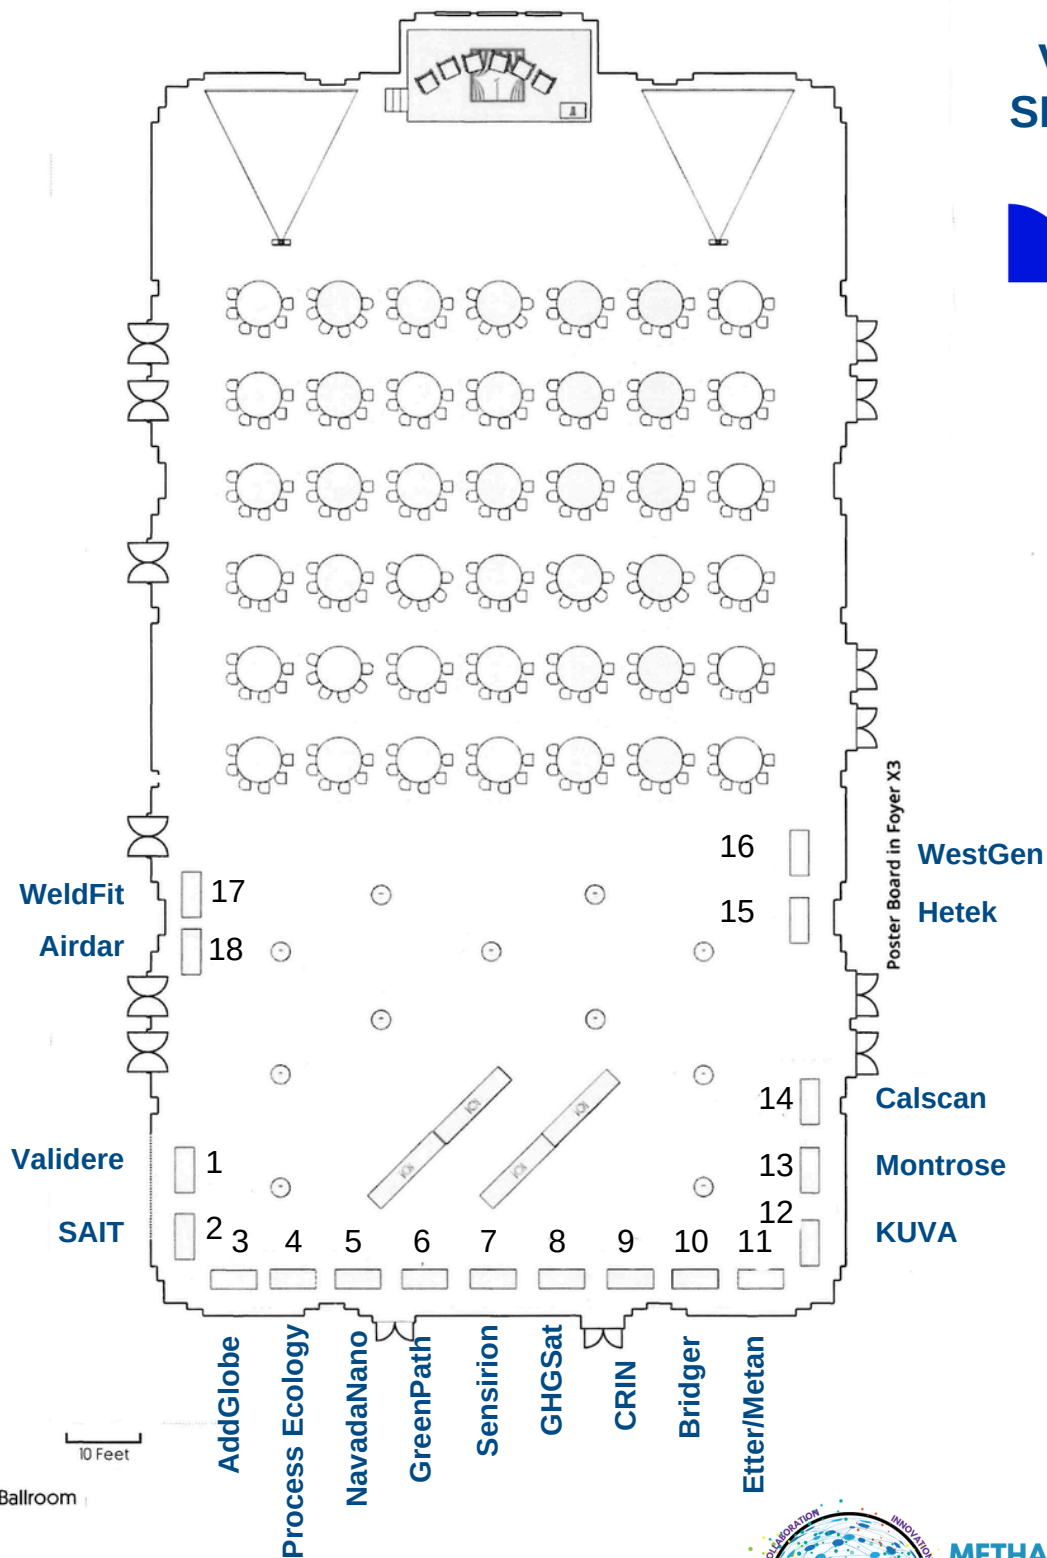 V
SI
16
WestGen
15
Hetek
Poster Board in Foyer X3
WeldFit
17
Airdar
18
14
Calscan
Validere
1
13
Montrose
SAIT
2
12
KUVA
3
4
5
6
7
8
9
10
11
AddGlobe
Process Ecology
NavadaNano
GreenPath
Sensirion
GHGSat
CRIN
Bridger
Etter/Metan
10 Feet
Ballroom
OLLABORATION
INNOVATION
METHA